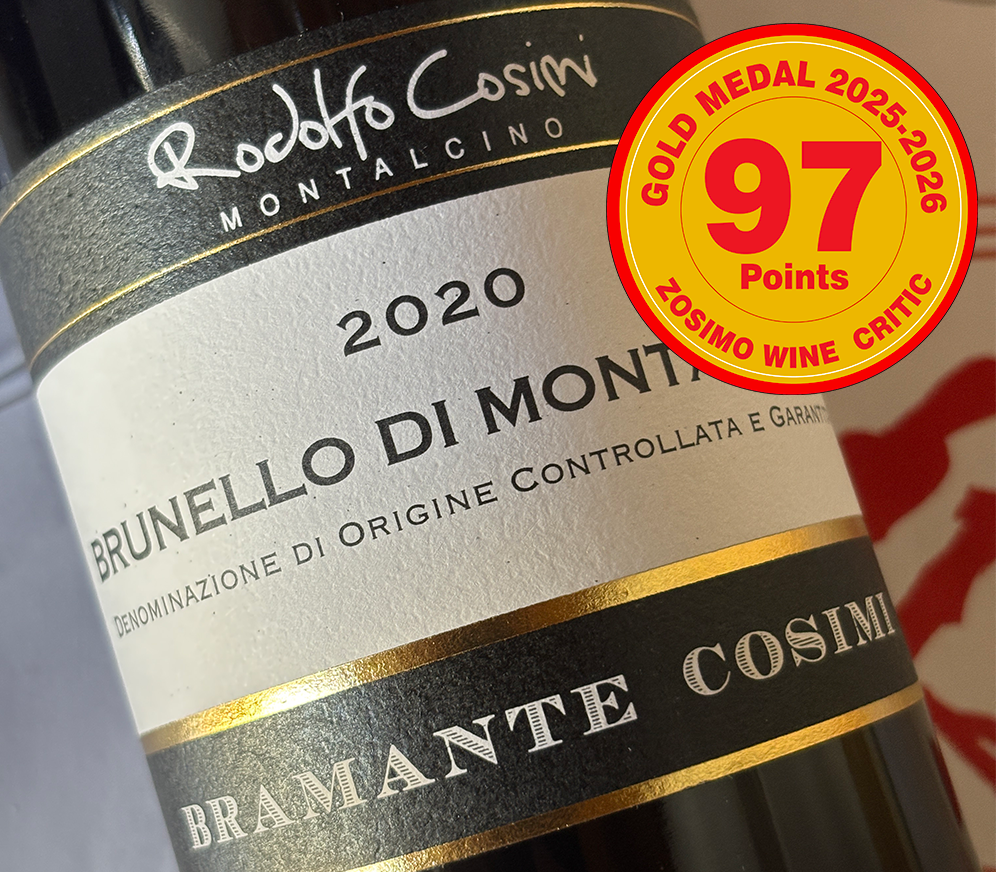 Rodolfo Cosimi
MONTALCINO
2020
BRUNELLO DI MONTA
DENOMINAZIONE DI ORIGINE CONTROLLATA E GARANT
BRAMANTE COSIMI
GOLD MEDAL 2025-2026
97
Points
ZOSIMO WINE CRITIC